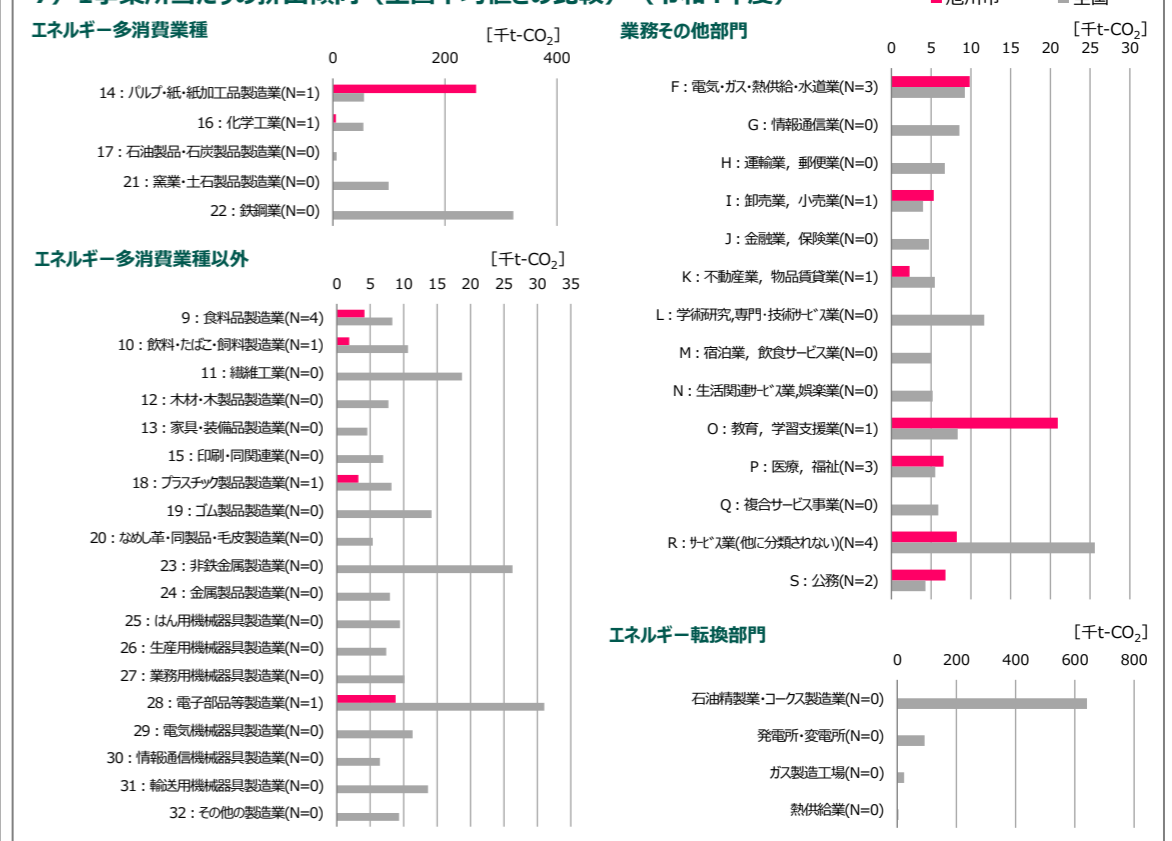 エネルギー多消費業種
[千t-CO₂]
0 200 400
14：パルプ・紙・紙加工品製造業(N=1)
16：化学工業(N=1)
17：石油製品・石炭製品製造業(N=0)
21：窯業・土石製品製造業(N=0)
22：鉄鋼業(N=0)
エネルギー多消費業種以外
[千t-CO₂]
0 5 10 15 20 25 30 35
9：食料品製造業(N=4)
10：飲料・たばこ・飼料製造業(N=1)
11：繊維工業(N=0)
12：木材・木製品製造業(N=0)
13：家具・装備品製造業(N=0)
15：印刷・同関連業(N=0)
18：プラスチック製品製造業(N=1)
19：ゴム製品製造業(N=0)
20：なめし革・同製品・毛皮製造業(N=0)
23：非鉄金属製造業(N=0)
24：金属製品製造業(N=0)
25：はん用機械器具製造業(N=0)
26：生産用機械器具製造業(N=0)
27：業務用機械器具製造業(N=0)
28：電子部品等製造業(N=1)
29：電気機械器具製造業(N=0)
30：情報通信機械器具製造業(N=0)
31：輸送用機械器具製造業(N=0)
32：その他の製造業(N=0)
業務その他部門
[千t-CO₂]
0 5 10 15 20 25 30
F：電気・ガス・熱供給・水道業(N=3)
G：情報通信業(N=0)
H：運輸業，郵便業(N=0)
I：卸売業，小売業(N=1)
J：金融業，保険業(N=0)
K：不動産業，物品賃貸業(N=1)
L：学術研究,専門・技術サービス業(N=0)
M：宿泊業，飲食サービス業(N=0)
N：生活関連サービス業,娯楽業(N=0)
O：教育，学習支援業(N=1)
P：医療，福祉(N=3)
Q：複合サービス事業(N=0)
R：サービス業(他に分類されない)(N=4)
S：公務(N=2)
エネルギー転換部門
[千t-CO₂]
0 200 400 600 800
石油精製業・コークス製造業(N=0)
発電所・変電所(N=0)
ガス製造工場(N=0)
熱供給業(N=0)